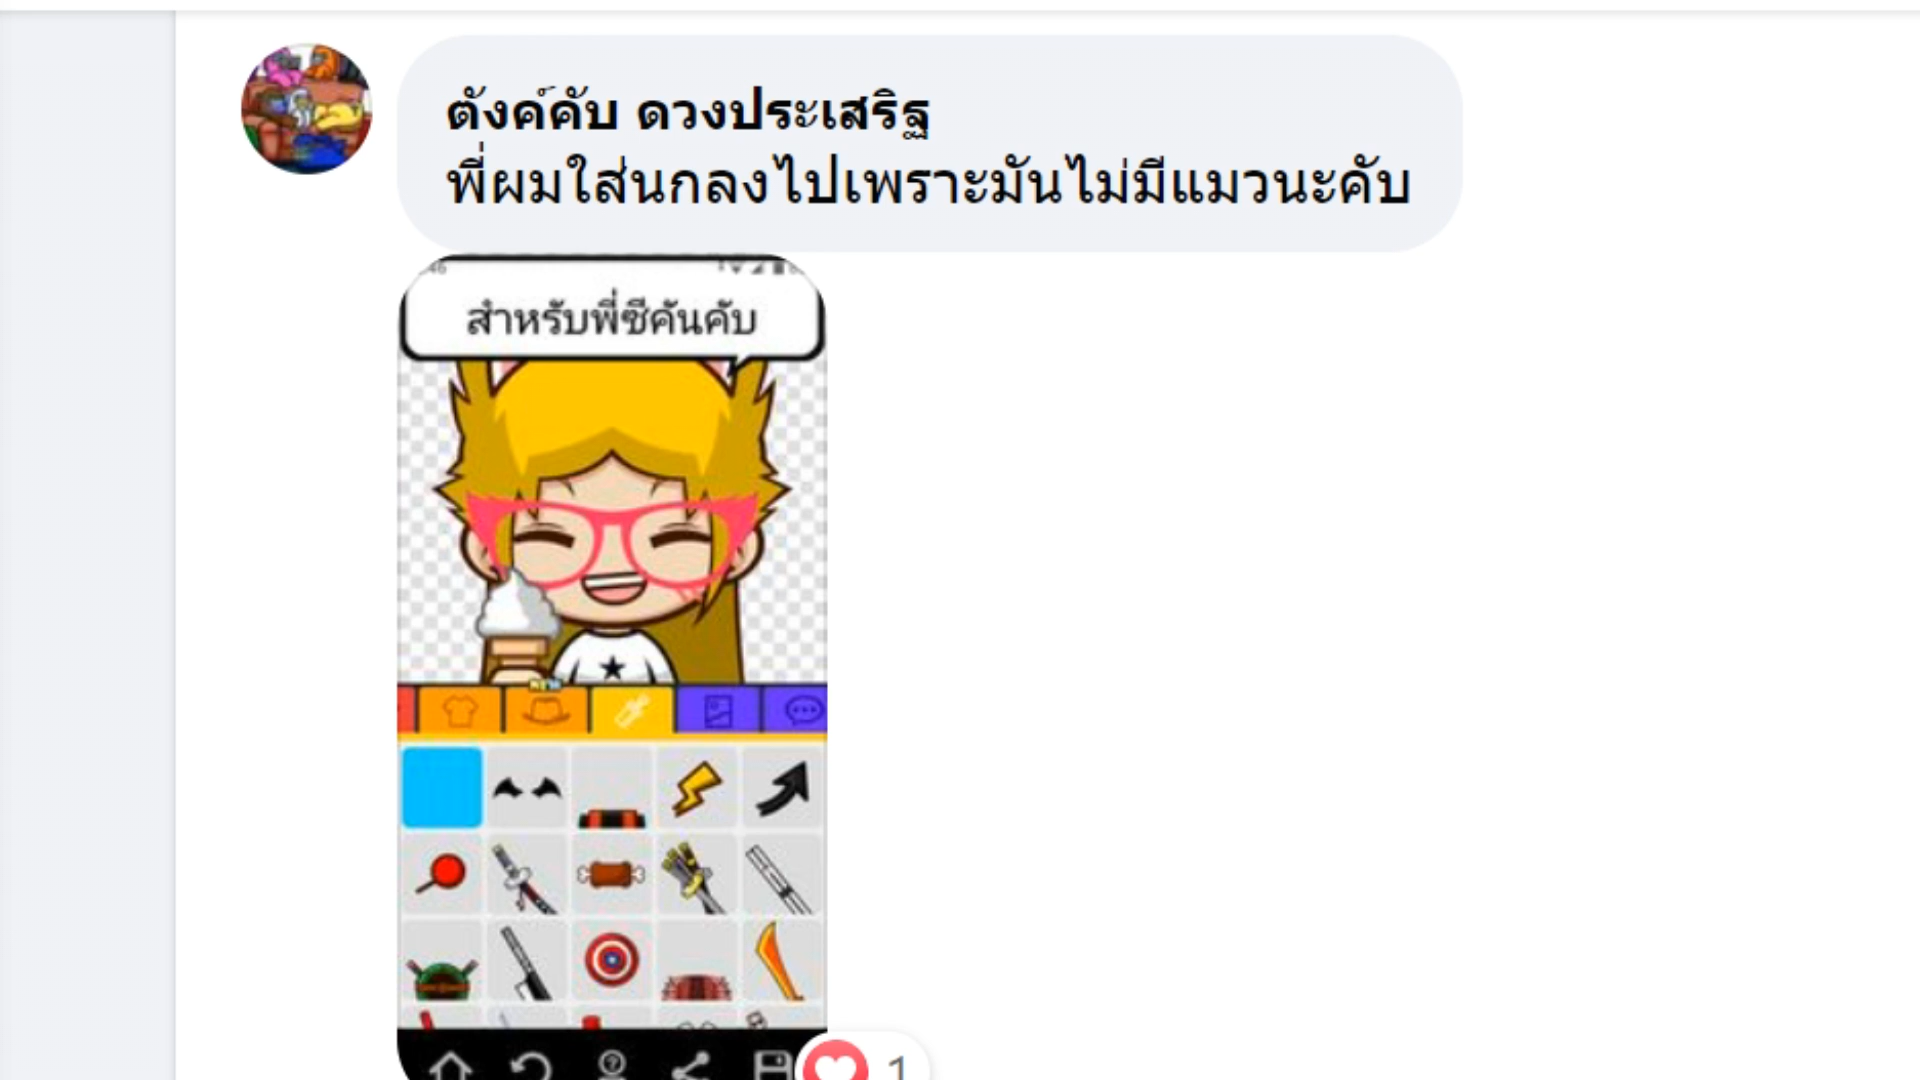 ตังค์คับ ดวงประเสริฐ
พี่ผมใส่นกลงไปเพราะมันไม่มีแมวนะคับ
สำหรับพี่ซีคันคับ
1